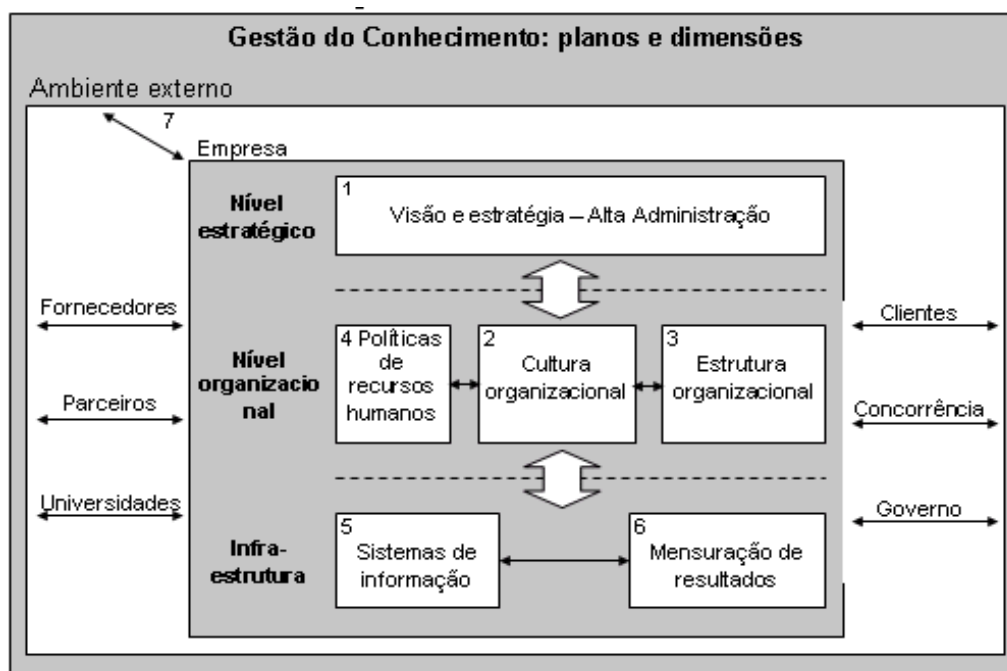 Gestão do Conhecimento: planos e dimensões
Ambiente externo
7
Empresa
Nível
estratégico
1
Visão e estratégia – Alta Administração
Fornecedores
Parceiros
Universidades
Nível
organizacio
nal
4 Políticas
de
recursos
humanos
2
Cultura
organizacional
3
Estrutura
organizacional
Clientes
Concorrência
Governo
Infra-
estrutura
5
Sistemas de
informação
6
Mensuração de
resultados